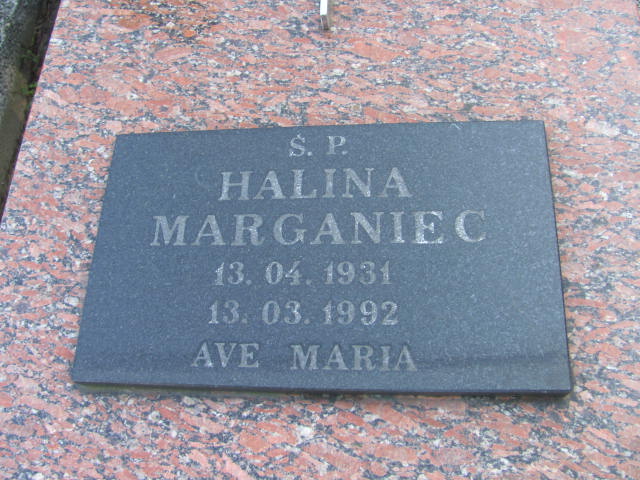 Ś. P.
HALINA
MARGANIEC
13. 04. 1931
13. 03. 1992
AVE MARIA